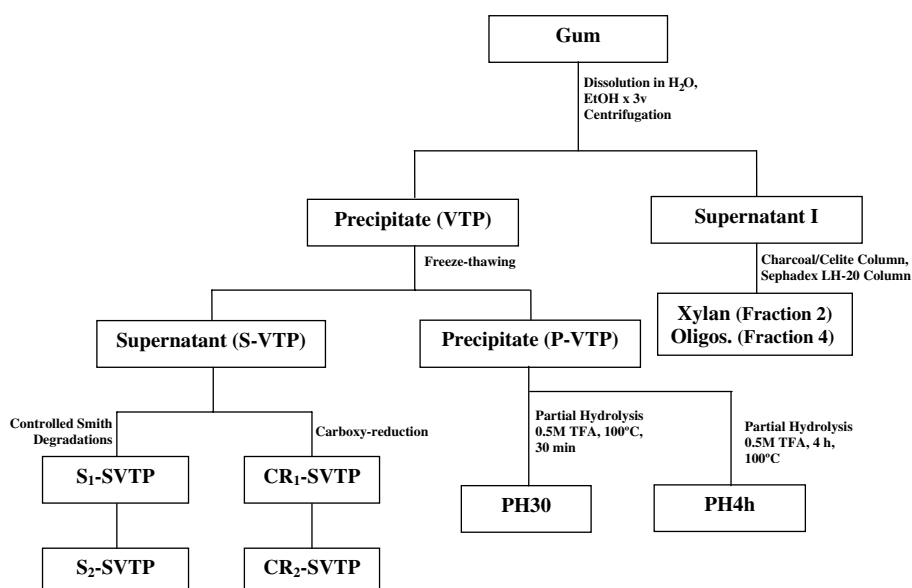 Gum
Dissolution in H₂O,
EtOH x 3v
Centrifugation
Precipitate (VTP)
Supernatant I
Freeze-thawing
Charcoal/Celite Column,
Sephadex LH-20 Column
Xylan (Fraction 2)
Oligos. (Fraction 4)
Supernatant (S-VTP)
Precipitate (P-VTP)
Controlled Smith
Degradations
Carboxy-reduction
Partial Hydrolysis
0.5M TFA, 100ºC,
30 min
Partial Hydrolysis
0.5M TFA, 4 h,
100ºC
S₁-SVTP
CR₁-SVTP
PH30
PH4h
S₂-SVTP
CR₂-SVTP